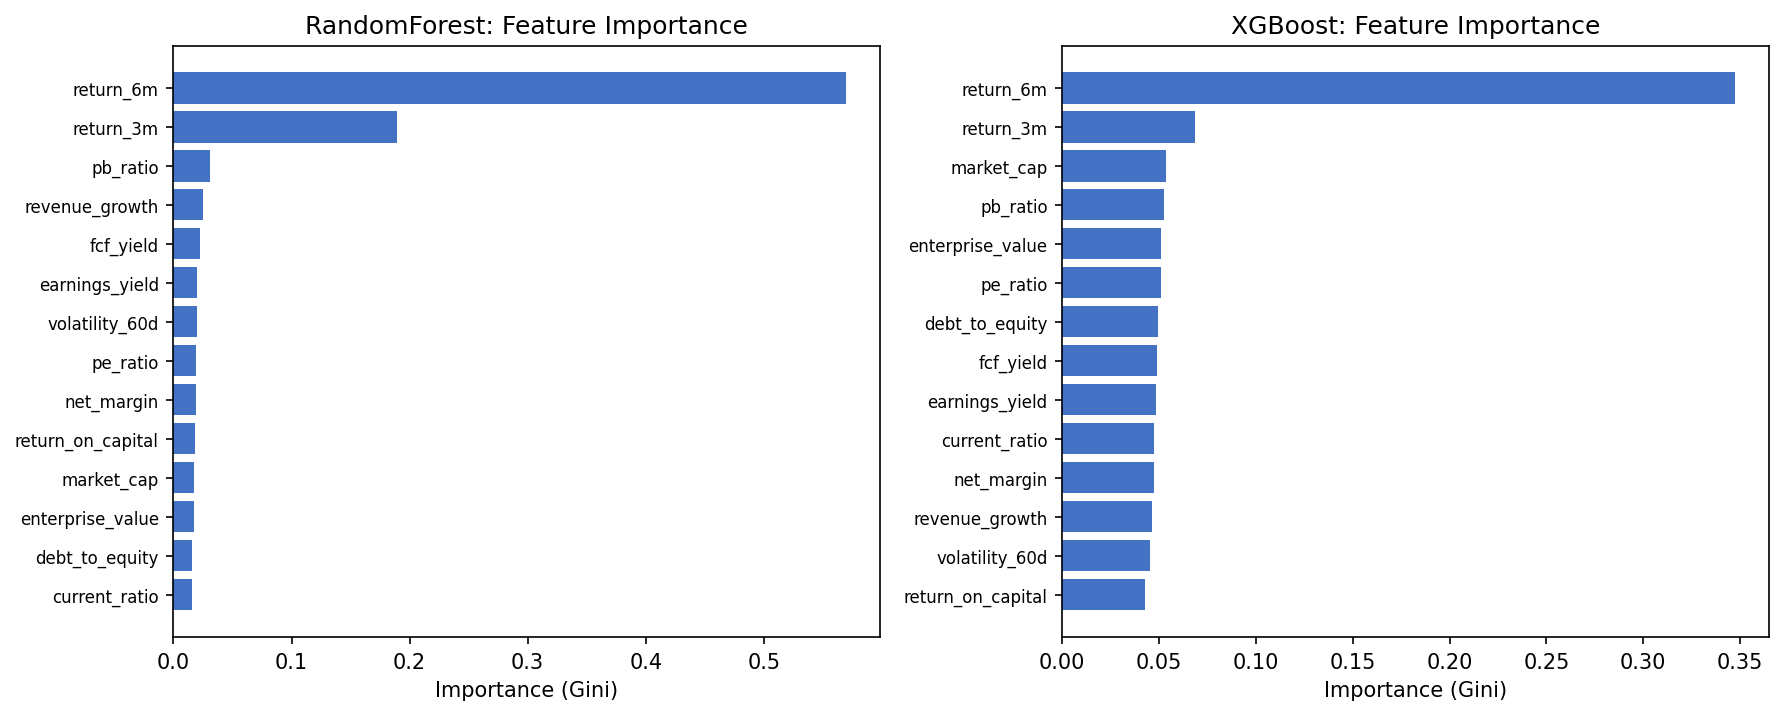 RandomForest: Feature Importance
return_6m
return_3m
pb_ratio
revenue_growth
fcf_yield
earnings_yield
volatility_60d
pe_ratio
net_margin
return_on_capital
market_cap
enterprise_value
debt_to_equity
current_ratio
0.0 0.1 0.2 0.3 0.4 0.5
Importance (Gini)
XGBoost: Feature Importance
return_6m
return_3m
market_cap
pb_ratio
enterprise_value
pe_ratio
debt_to_equity
fcf_yield
earnings_yield
current_ratio
net_margin
revenue_growth
volatility_60d
return_on_capital
0.00 0.05 0.10 0.15 0.20 0.25 0.30 0.35
Importance (Gini)